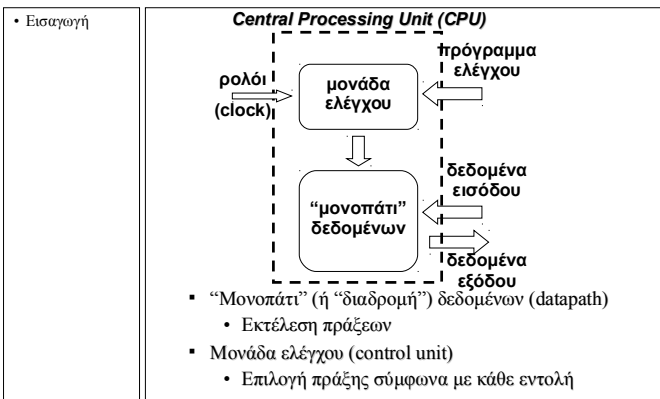 • Εισαγωγή
Central Processing Unit (CPU)
πρόγραμμα
ελέγχου
ρολόι
(clock)
μονάδα
ελέγχου
δεδομένα
εισόδου
“μονοπάτι”
δεδομένων
δεδομένα
εξόδου
▪ “Μονοπάτι” (ή “διαδρομή”) δεδομένων (datapath)
• Εκτέλεση πράξεων
▪ Μονάδα ελέγχου (control unit)
• Επιλογή πράξης σύμφωνα με κάθε εντολή